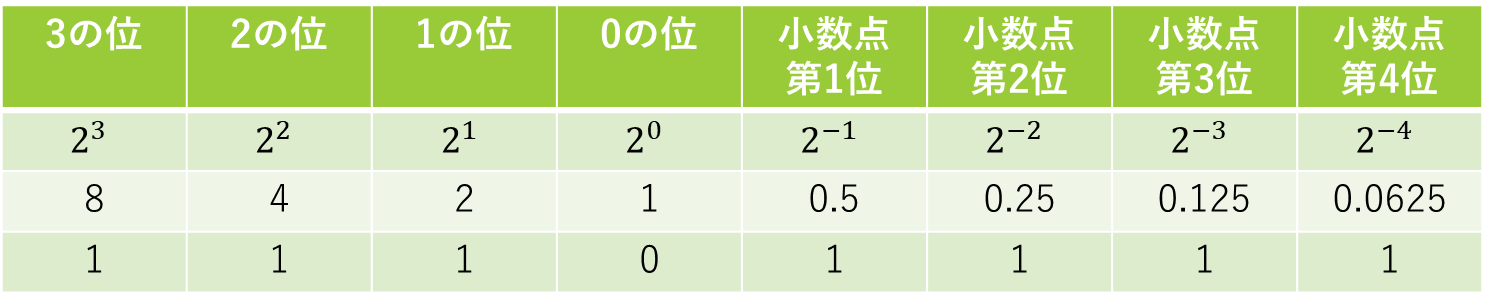 3の位 2の位 1の位 0の位 小数点第1位 小数点第2位 小数点第3位 小数点第4位
2³ 2² 2¹ 2⁰ 2⁻¹ 2⁻² 2⁻³ 2⁻⁴
8 4 2 1 0.5 0.25 0.125 0.0625
1 1 1 0 1 1 1 1